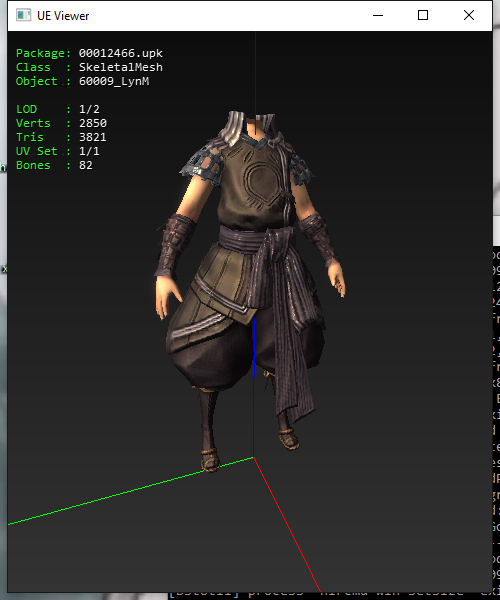 UE Viewer
Package: 00012466.upk
Class : SkeletalMesh
Object : 60009_LynM
LOD : 1/2
Verts : 2850
Tris : 3821
UV Set : 1/1
Bones : 82